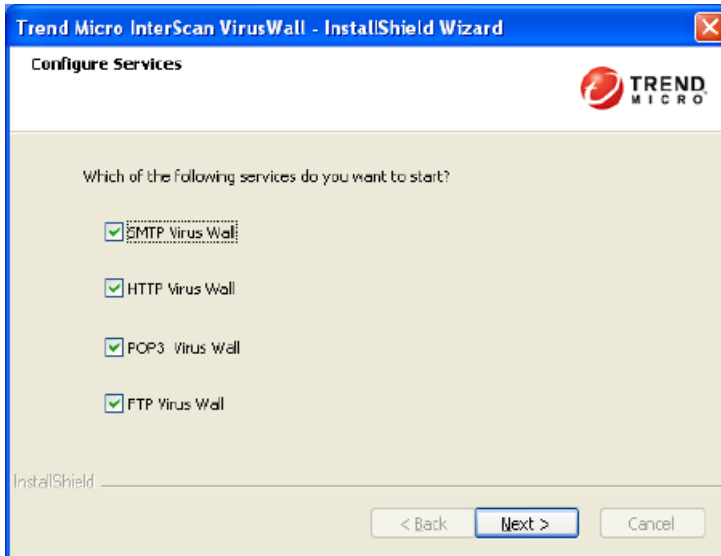 Trend Micro InterScan VirusWall - InstallShield Wizard
Configure Services
TREND
MICRO
Which of the following services do you want to start?
SMTP Virus Wall
HTTP Virus Wall
POP3 Virus Wall
FTP Virus Wall
InstallShield
< Back
Next >
Cancel